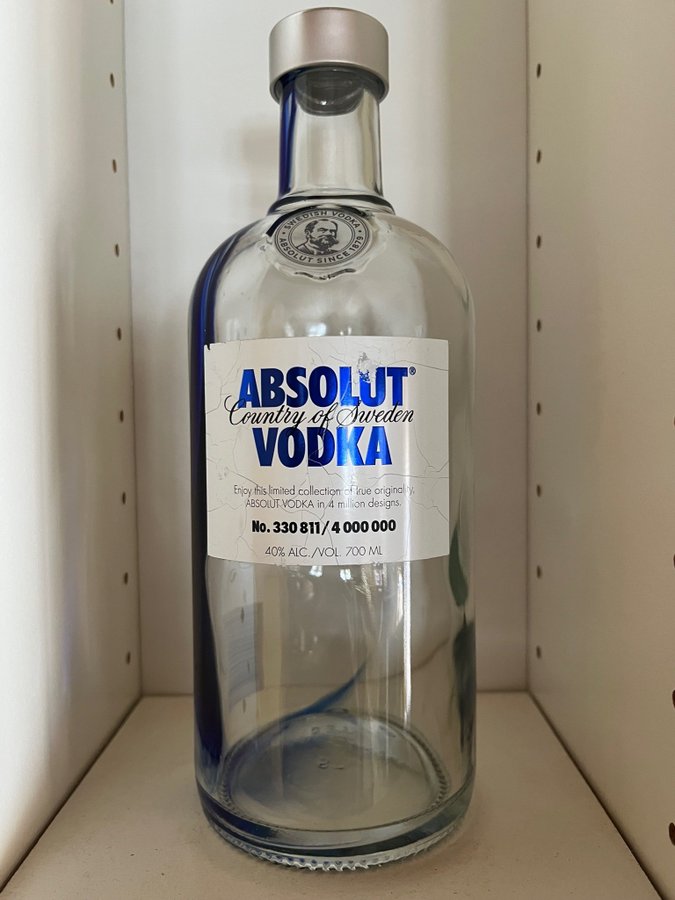 SWEDISH VODKA
ABSOLUT SINCE 1879
ABSOLUT®
Country of Sweden
VODKA
Enjoy this limited collection of true originality,
ABSOLUT VODKA in 4 million designs.
No. 330 811/4 000 000
40% ALC./VOL. 700 ML